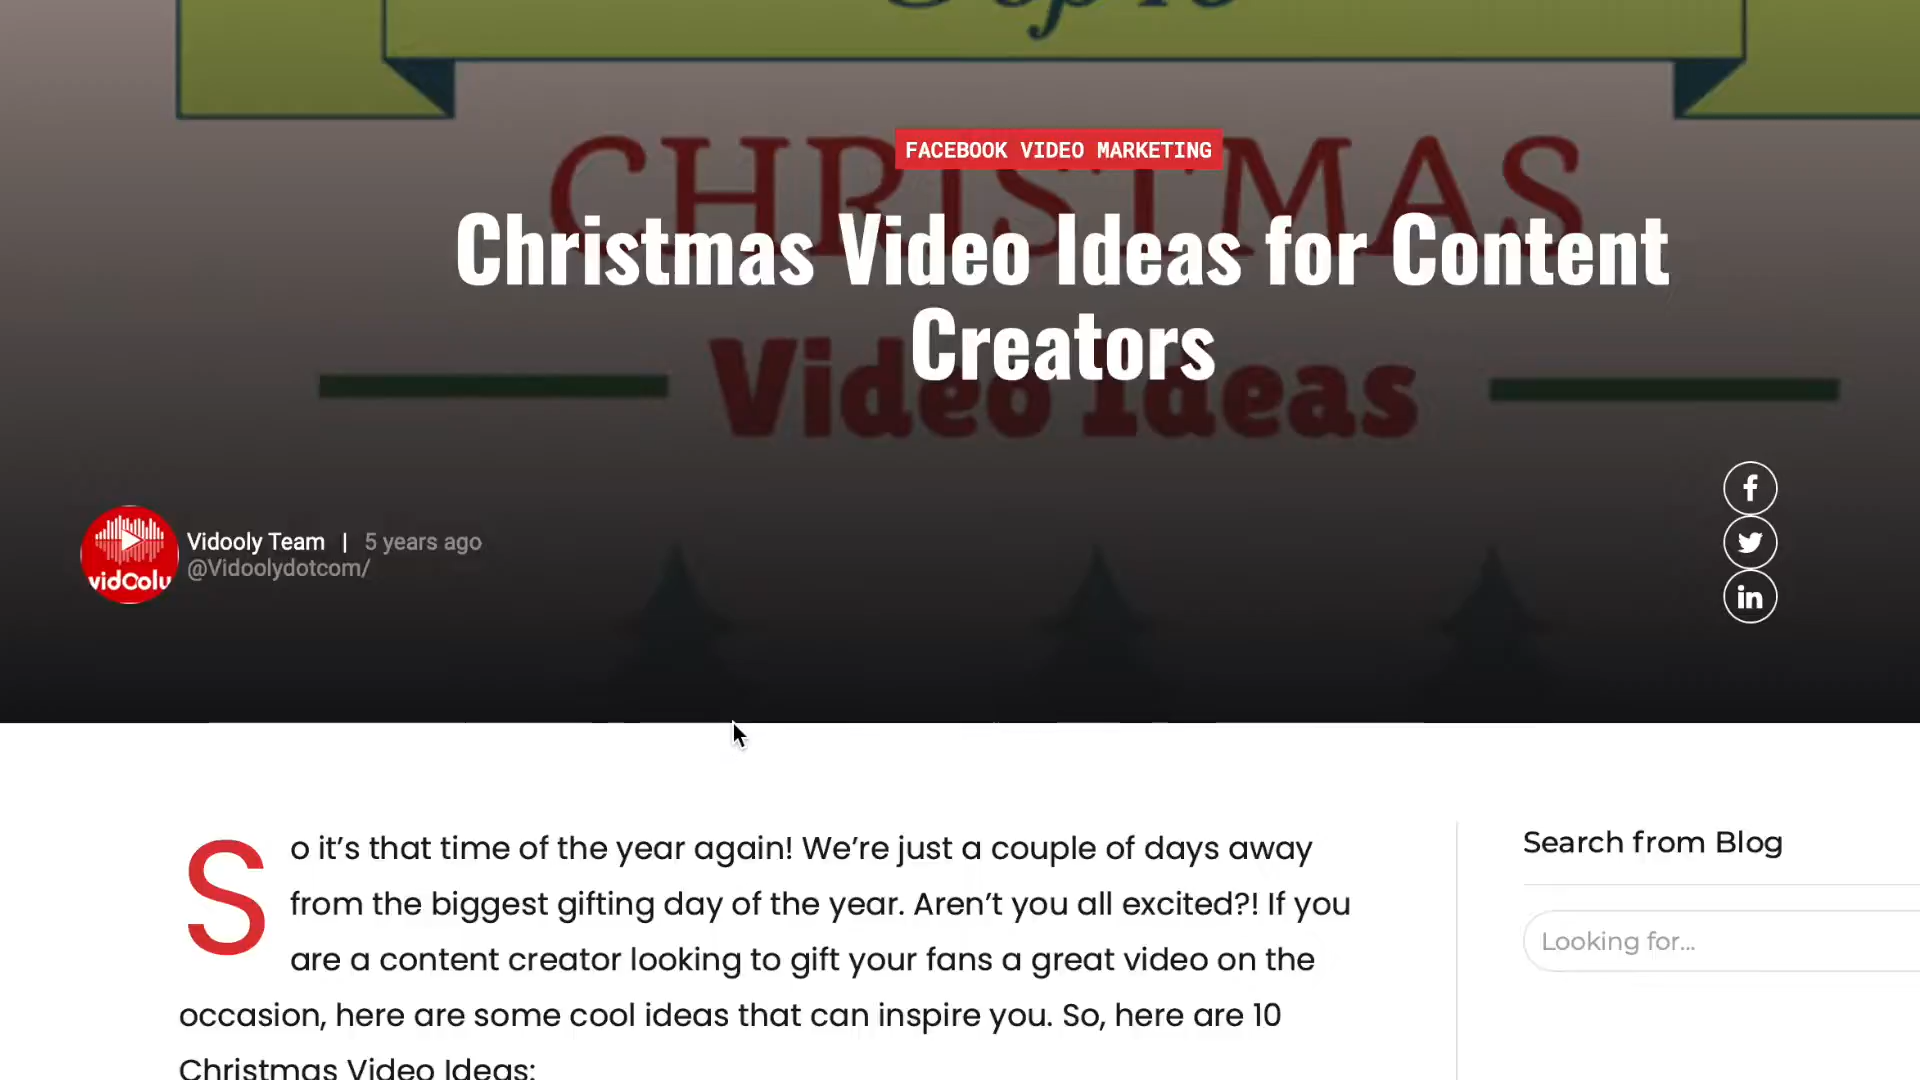 CHRISTMAS
FACEBOOK VIDEO MARKETING
Christmas Video Ideas for Content
Creators
Video Ideas
vidooly
Vidooly Team | 5 years ago
@Vidoolydotcom/
So it’s that time of the year again! We’re just a couple of days away
from the biggest gifting day of the year. Aren’t you all excited?! If you
are a content creator looking to gift your fans a great video on the
occasion, here are some cool ideas that can inspire you. So, here are 10
Christmas Video Ideas:
Search from Blog
Looking for...